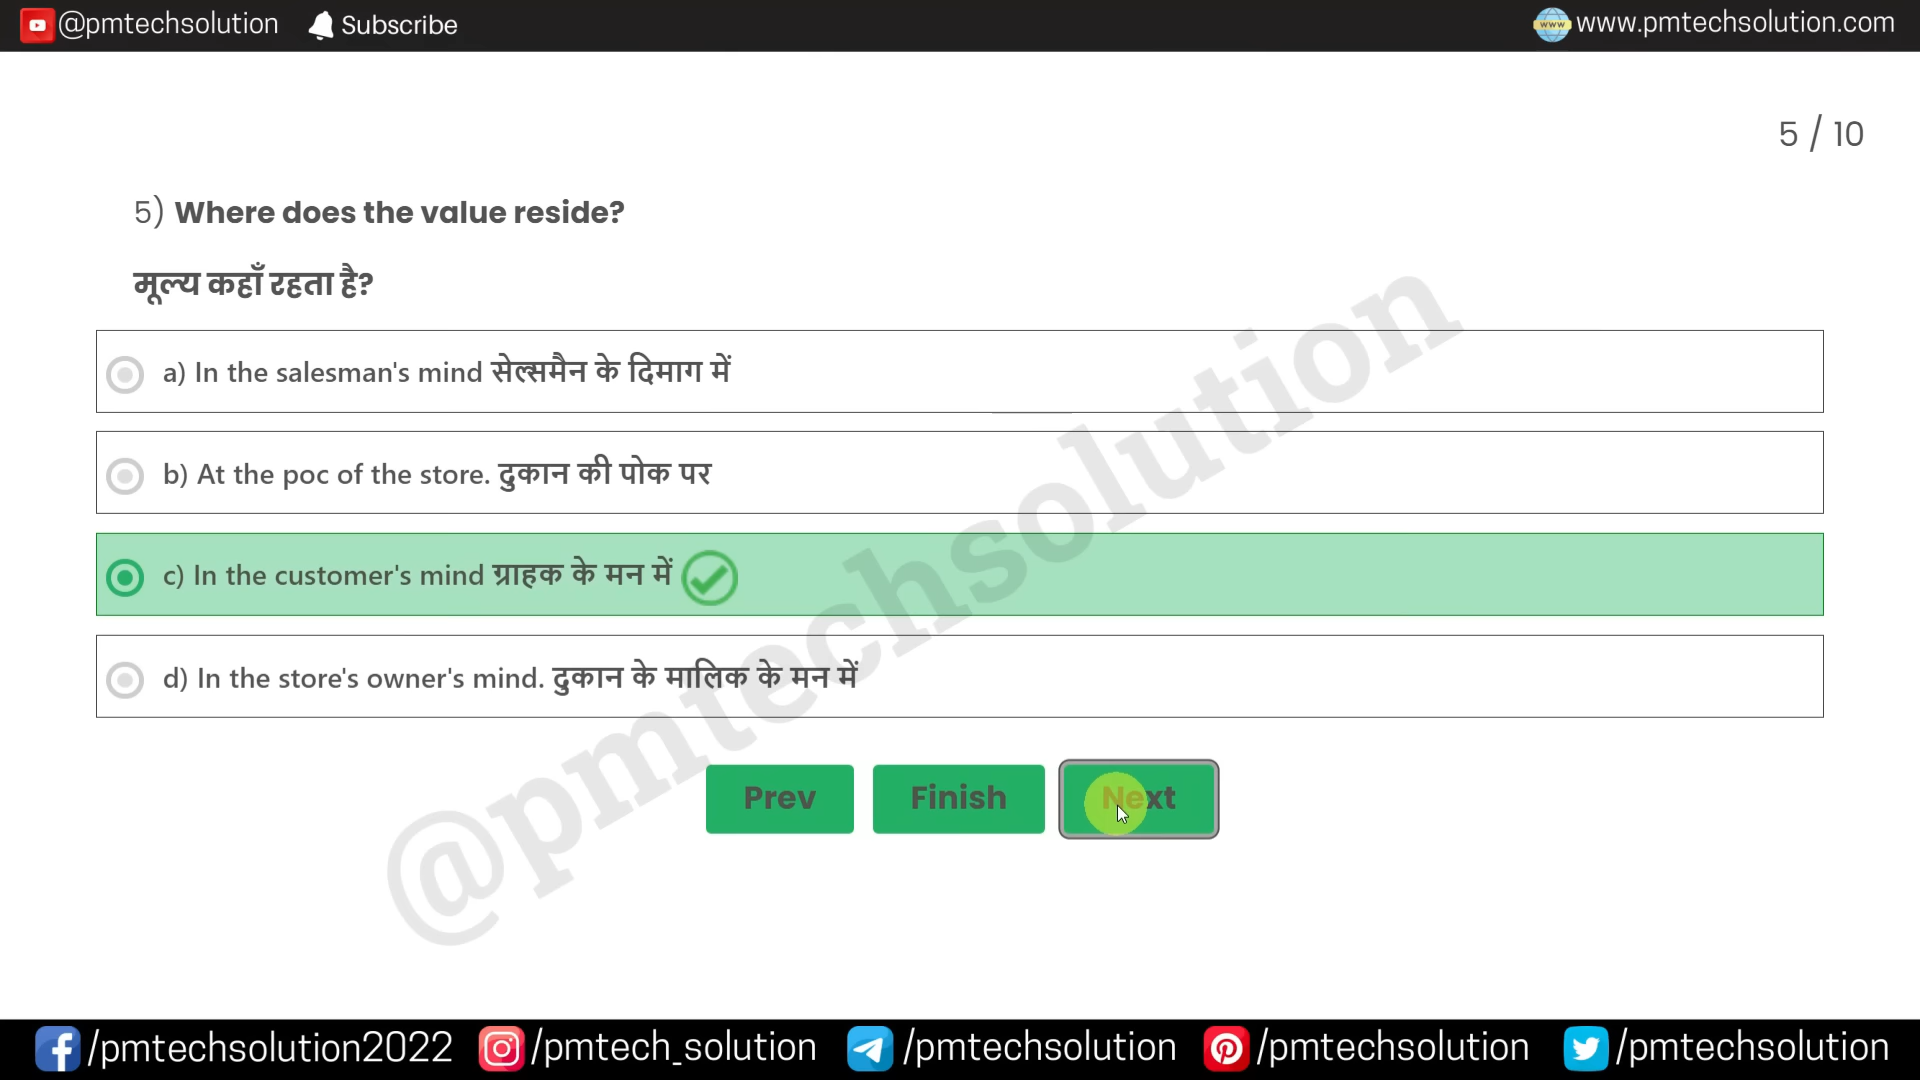 @pmtechsolution Subscribe www.pmtechsolution.com
5 / 10
5) Where does the value reside?
मूल्य कहाँ रहता है?
a) In the salesman's mind सेल्समैन के दिमाग में
b) At the poc of the store. दुकान की पोक पर
c) In the customer's mind ग्राहक के मन में
d) In the store's owner's mind. दुकान के मालिक के मन में
Prev Finish Next
@pmtechsolution
/pmtechsolution2022 /pmtech_solution /pmtechsolution /pmtechsolution /pmtechsolution